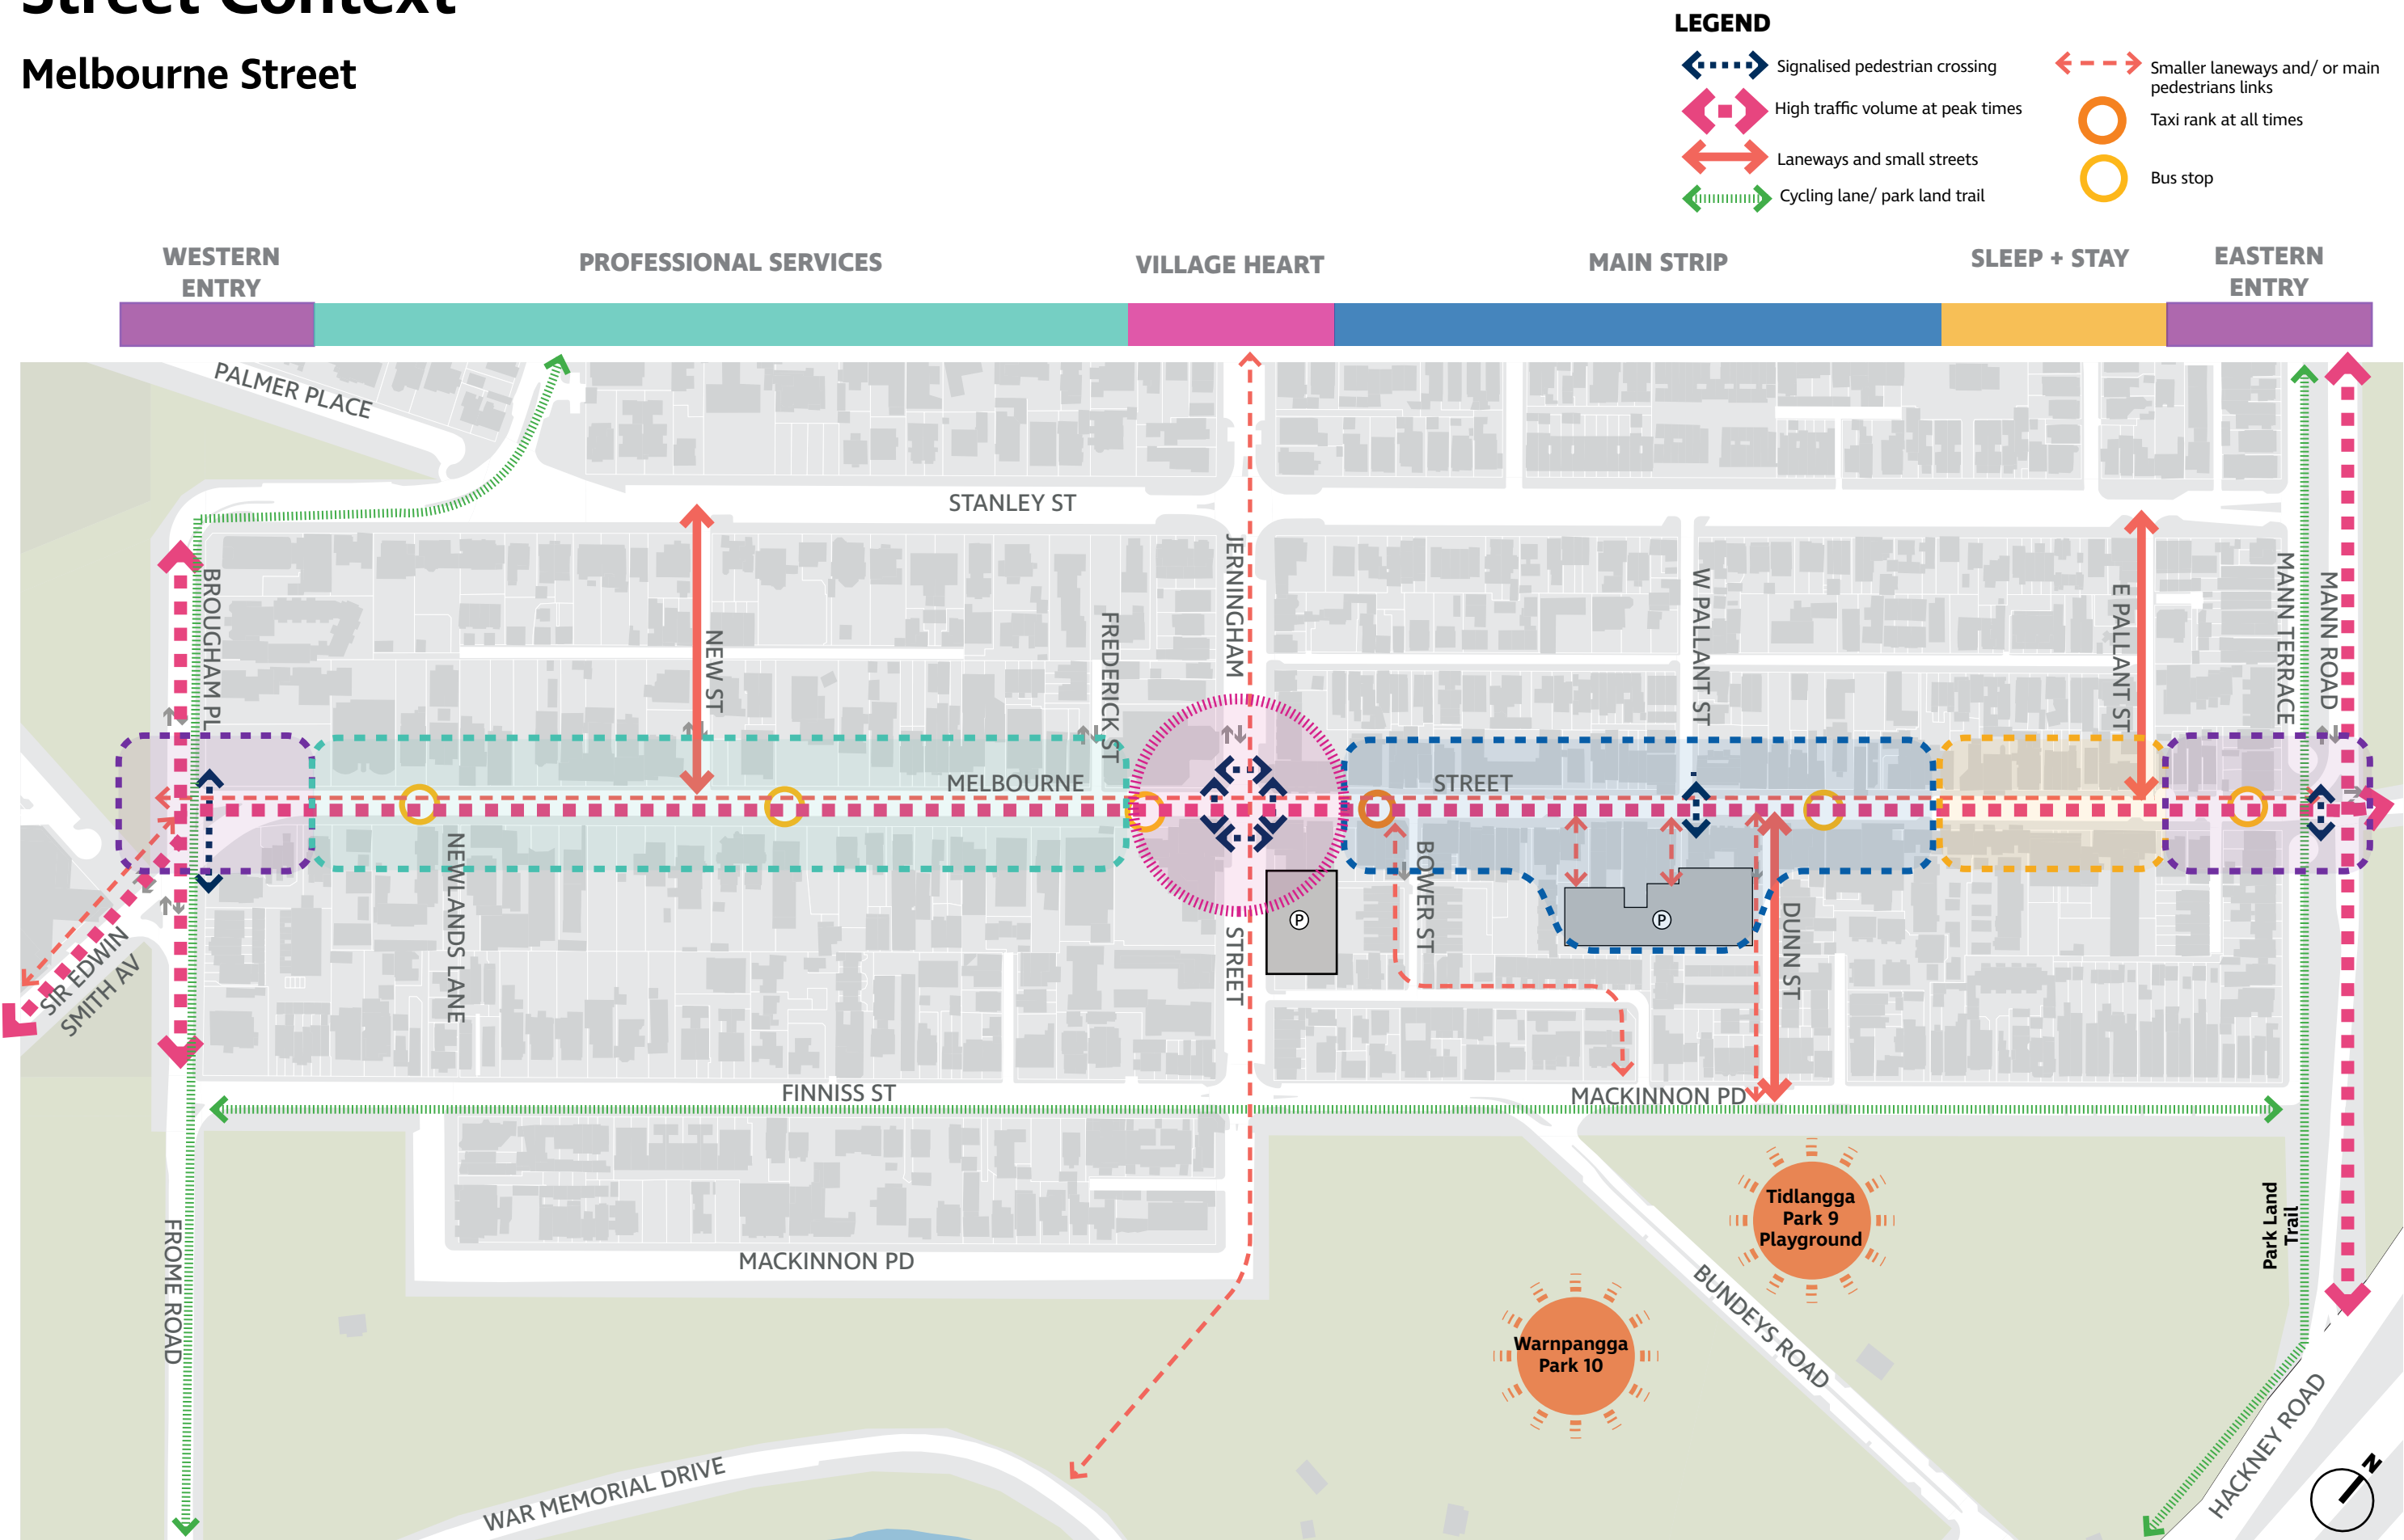 Street Context
Melbourne Street
LEGEND
Signalised pedestrian crossing
High traffic volume at peak times
Laneways and small streets
Cycling lane/ park land trail
Smaller laneways and/ or main
pedestrians links
Taxi rank at all times
Bus stop
WESTERN
ENTRY
PROFESSIONAL SERVICES
VILLAGE HEART
MAIN STRIP
SLEEP + STAY
EASTERN
ENTRY
PALMER PLACE
STANLEY ST
BROUGHAM PL
NEW ST
FREDERICK ST
JERNINGHAM
W PALLANT ST
E PALLANT ST
MANN TERRACE
MANN ROAD
MELBOURNE
STREET
NEWLANDS LANE
BOWER ST
P
P
DUNN ST
STREET
SIR EDWIN
SMITH AV
FINNISS ST
MACKINNON PD
Tidlangga
Park 9
Playground
Park Land
Trail
FROME ROAD
MACKINNON PD
BUNDEYS ROAD
Warnpangga
Park 10
HACKNEY ROAD
WAR MEMORIAL DRIVE
N